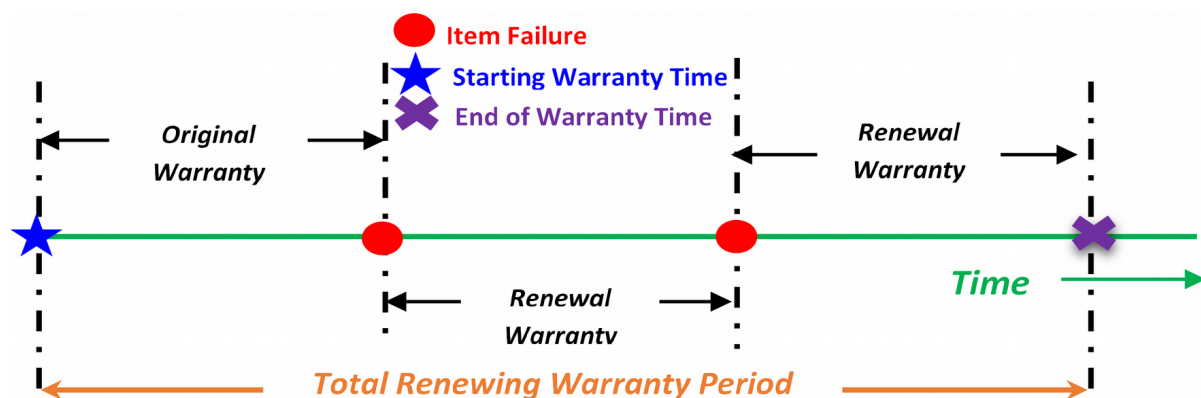 Item Failure
Starting Warranty Time
End of Warranty Time
Original
Warranty
Renewal
Warranty
Time
Renewal
Warranty
Total Renewing Warranty Period